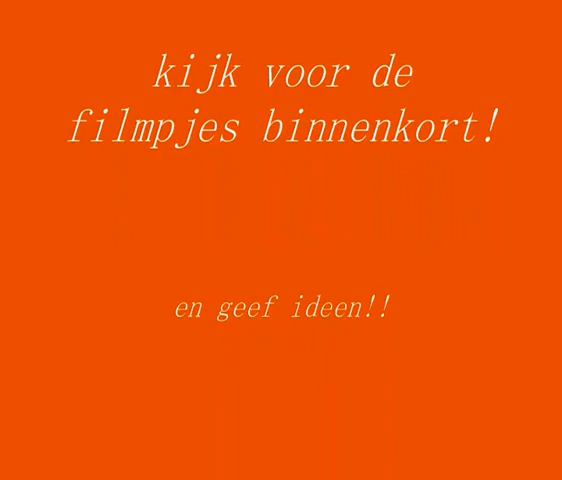 kijk voor de
filmpjes binnenkort!
en geef ideen!!